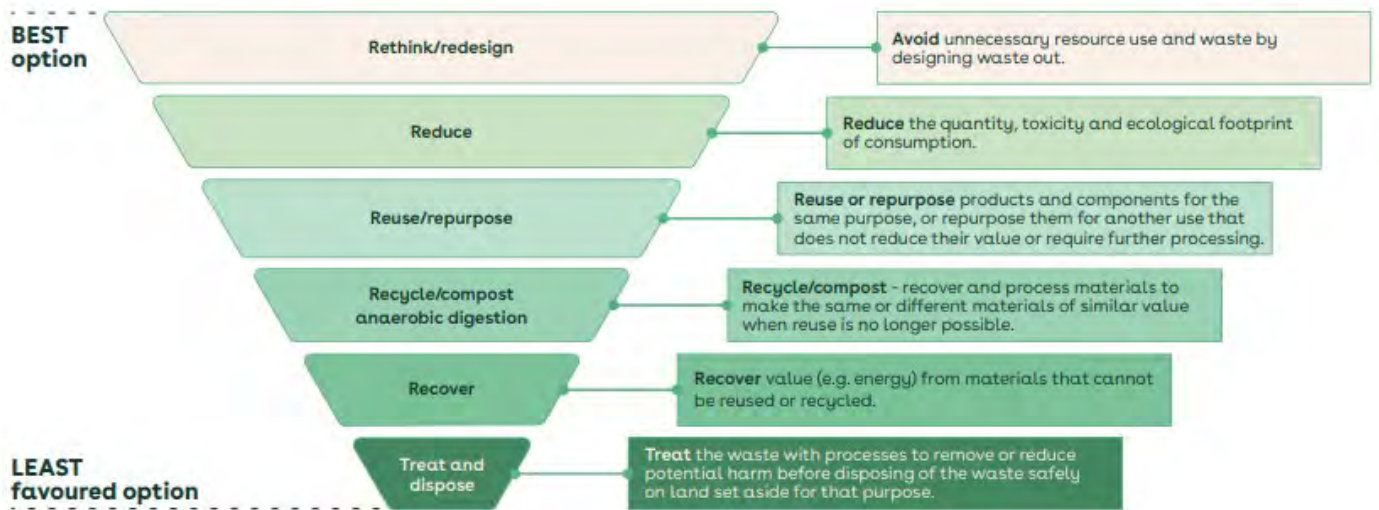 BEST
option
Rethink/redesign
Avoid unnecessary resource use and waste by
designing waste out.
Reduce
Reduce the quantity, toxicity and ecological footprint
of consumption.
Reuse/repurpose
Reuse or repurpose products and components for the
same purpose, or repurpose them for another use that
does not reduce their value or require further processing.
Recycle/compost
anaerobic digestion
Recycle/compost - recover and process materials to
make the same or different materials of similar value
when reuse is no longer possible.
Recover
Recover value (e.g. energy) from materials that cannot
be reused or recycled.
LEAST
favoured option
Treat and
dispose
Treat the waste with processes to remove or reduce
potential harm before disposing of the waste safely
on land set aside for that purpose.